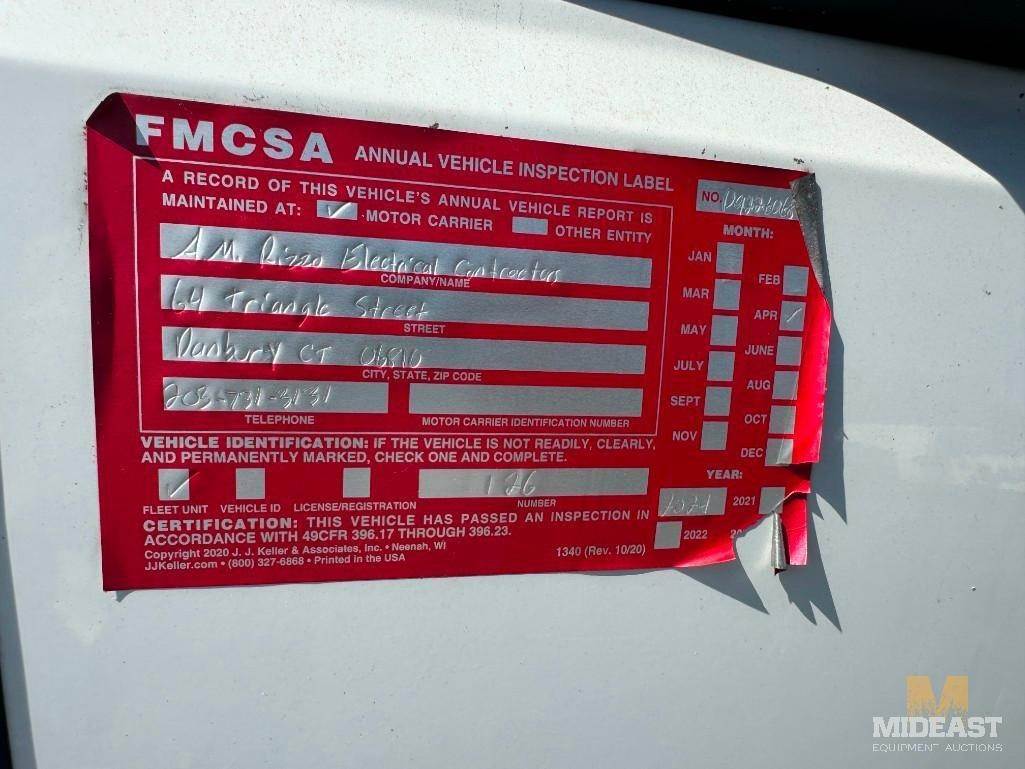 FMCSA ANNUAL VEHICLE INSPECTION LABEL
A RECORD OF THIS VEHICLE'S ANNUAL VEHICLE REPORT IS
MAINTAINED AT: ✓ MOTOR CARRIER OTHER ENTITY
NO.
A.M. Rizzo Electrical Contractors
COMPANY/NAME
64 Triangle Street
STREET
Danbury CT 06810
CITY, STATE, ZIP CODE
203-731-3131
TELEPHONE
MOTOR CARRIER IDENTIFICATION NUMBER
MONTH:
JAN
FEB
MAR
APR ✓
MAY
JUNE
JULY
AUG
SEPT
OCT
NOV
DEC
VEHICLE IDENTIFICATION: IF THE VEHICLE IS NOT READILY, CLEARLY,
AND PERMANENTLY MARKED, CHECK ONE AND COMPLETE.
✓ 126
FLEET UNIT VEHICLE ID LICENSE/REGISTRATION NUMBER
YEAR:
2021
2022
CERTIFICATION: THIS VEHICLE HAS PASSED AN INSPECTION IN
ACCORDANCE WITH 49CFR 396.17 THROUGH 396.23.
Copyright 2020 J. J. Keller & Associates, Inc. • Neenah, WI
JJKeller.com • (800) 327-6868 • Printed in the USA
1340 (Rev. 10/20)
M
MIDEAST
EQUIPMENT AUCTIONS